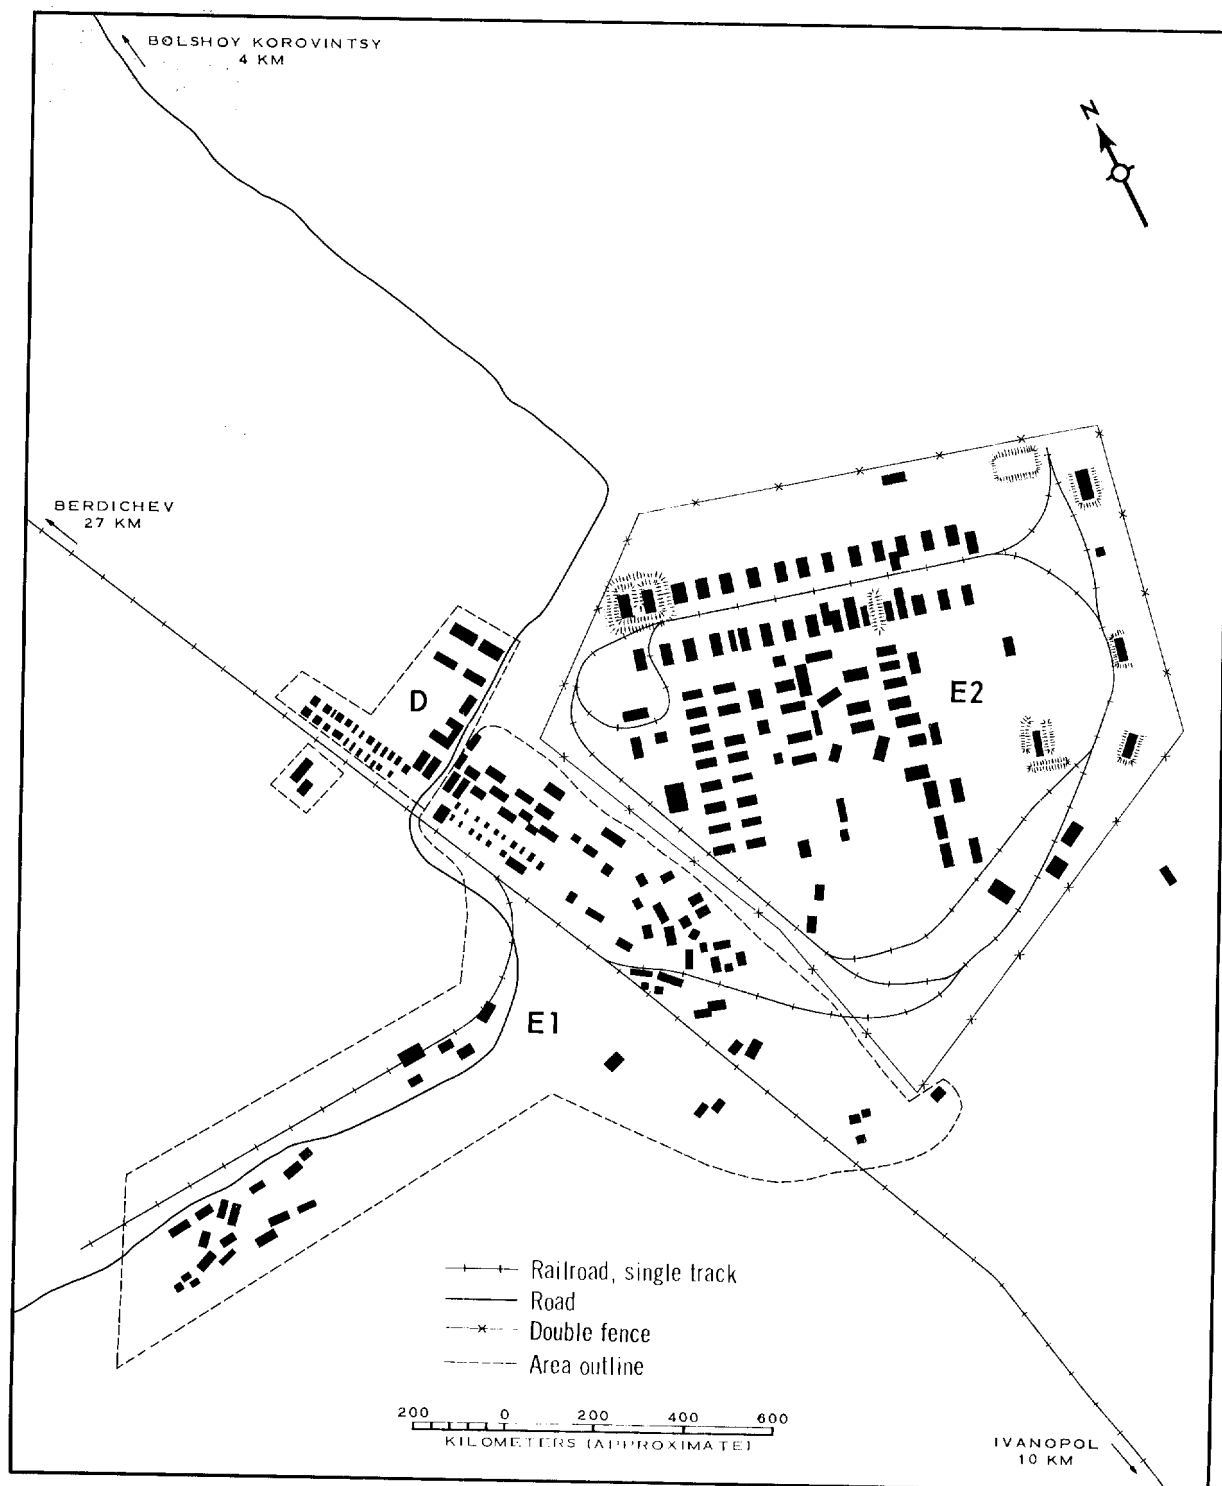 BOLSHOY KOROVINTSY
4 KM
N
BERDICHEV
27 KM
D
E2
E1
Railroad, single track
Road
Double fence
Area outline
200 0 200 400 600
KILOMETERS (APPROXIMATE)
IVANOPOL
10 KM